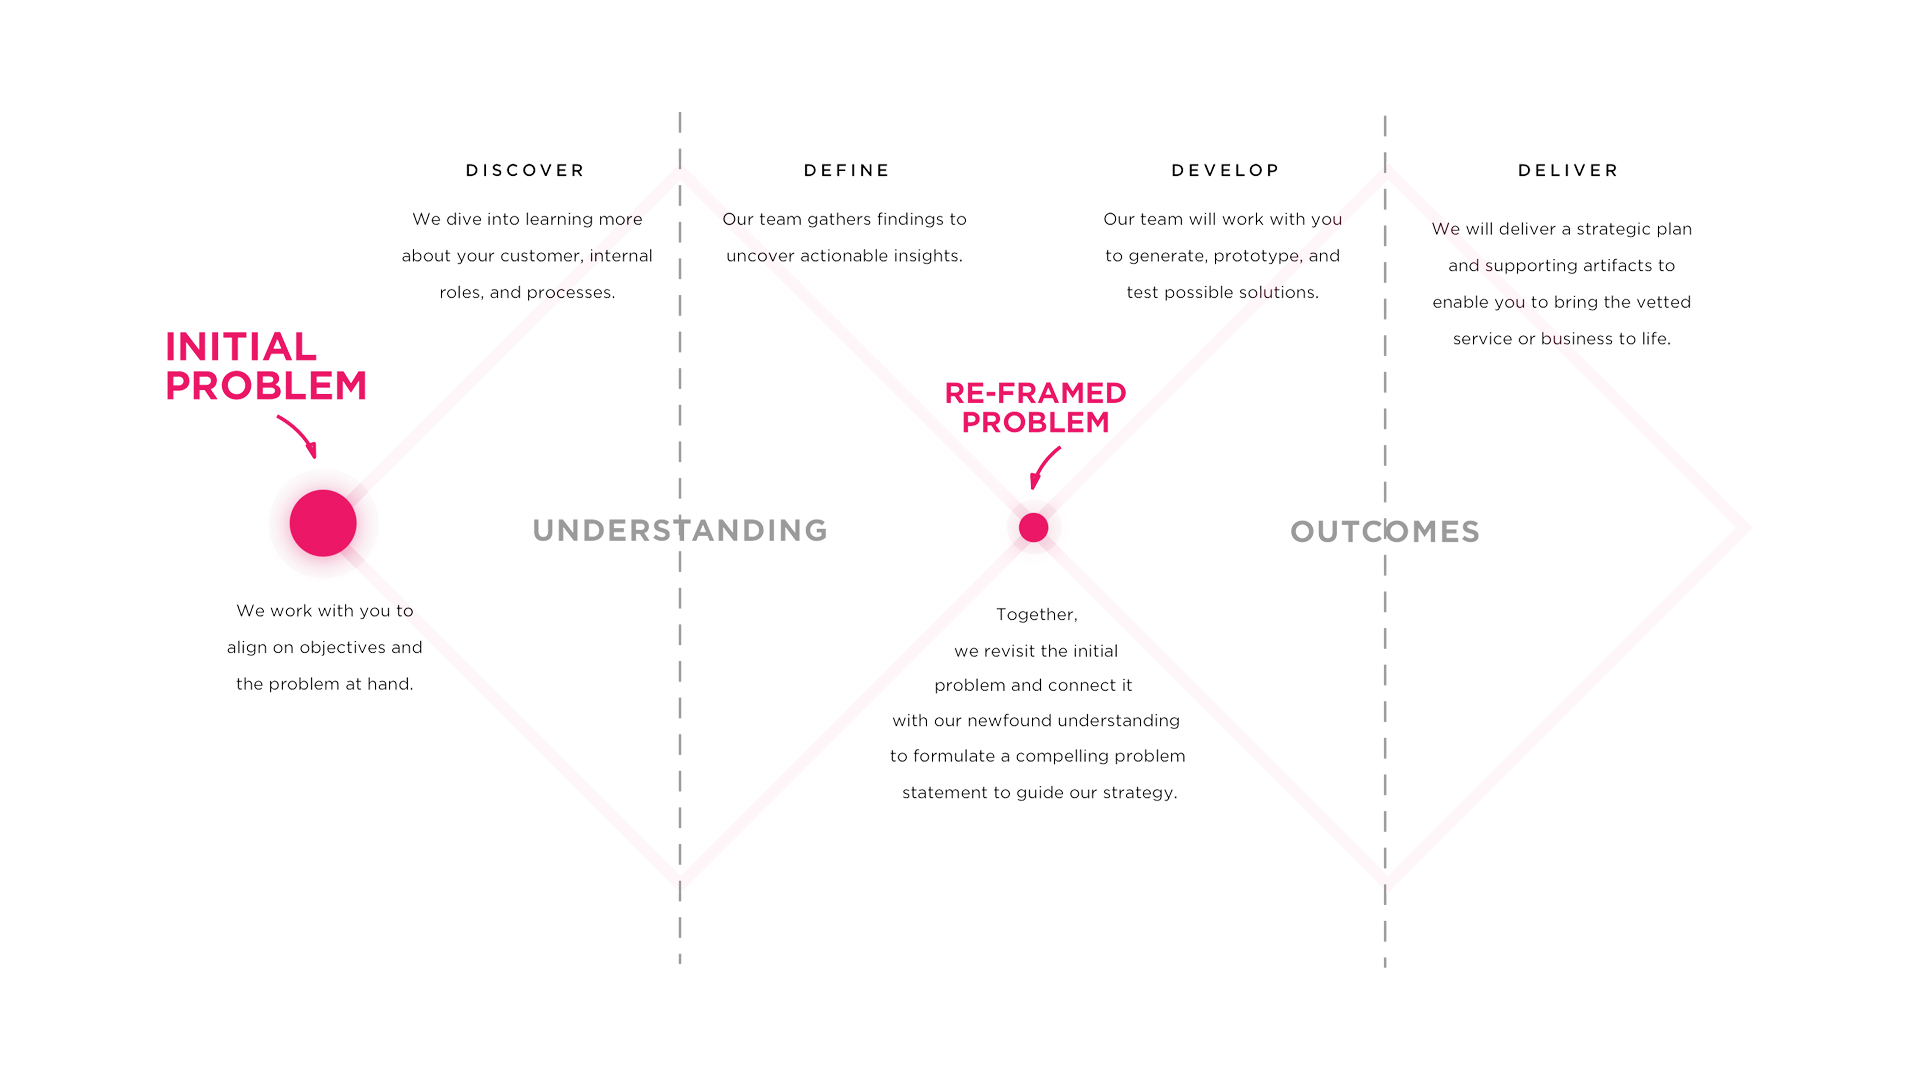 DISCOVER
We dive into learning more
about your customer, internal
roles, and processes.
DEFINE
Our team gathers findings to
uncover actionable insights.
DEVELOP
Our team will work with you
to generate, prototype, and
test possible solutions.
DELIVER
We will deliver a strategic plan
and supporting artifacts to
enable you to bring the vetted
service or business to life.
INITIAL
PROBLEM
RE-FRAMED
PROBLEM
UNDERSTANDING
OUTCOMES
We work with you to
align on objectives and
the problem at hand.
Together,
we revisit the initial
problem and connect it
with our newfound understanding
to formulate a compelling problem
statement to guide our strategy.